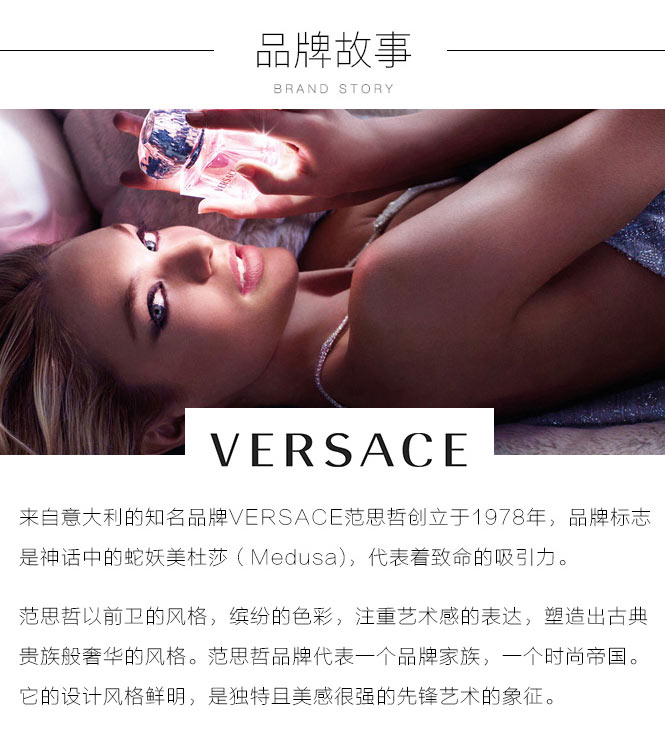 品牌故事
BRAND STORY
VERSACE
VERSACE
来自意大利的知名品牌VERSACE范思哲创立于1978年，品牌标志
是神话中的蛇妖美杜莎（Medusa)，代表着致命的吸引力。
范思哲以前卫的风格，缤纷的色彩，注重艺术感的表达，塑造出古典
贵族般奢华的风格。范思哲品牌代表一个品牌家族，一个时尚帝国。
它的设计风格鲜明，是独特且美感很强的先锋艺术的象征。